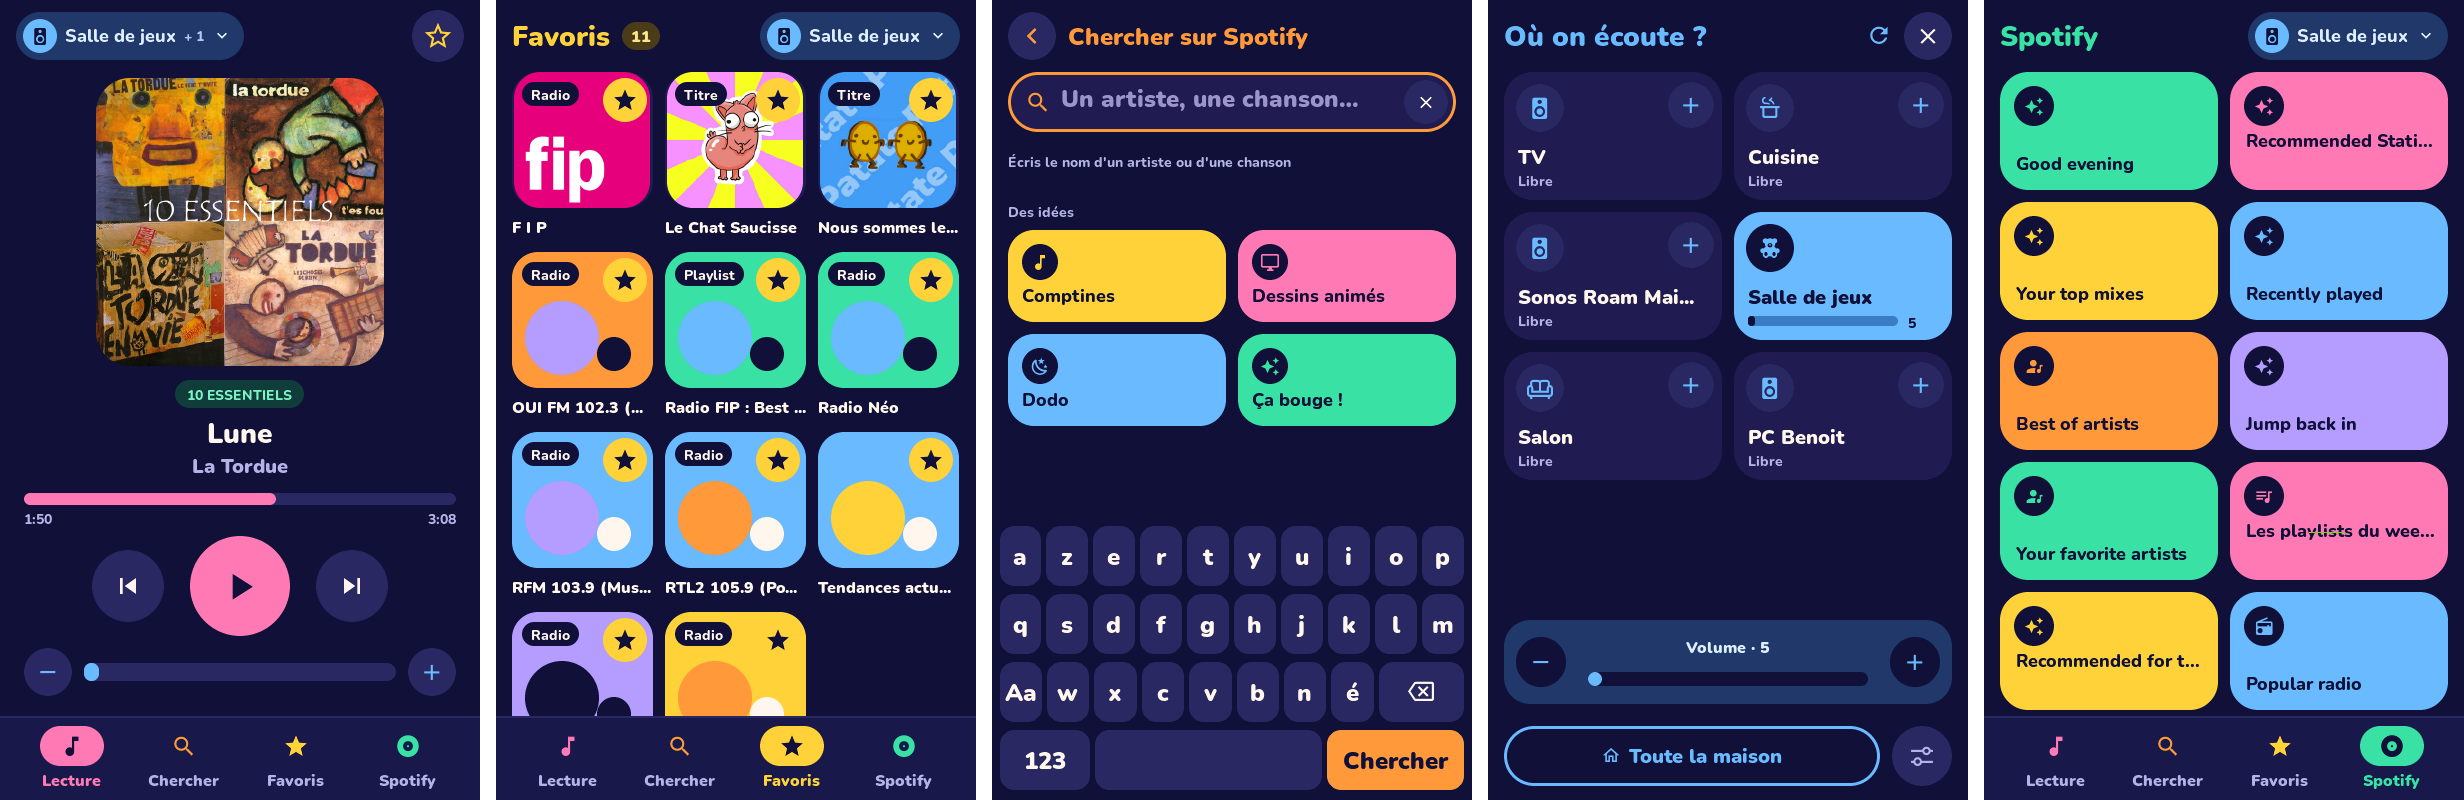 Salle de jeux + 1
LA TORDUE
la tordue
10 ESSENTIELS
t'es fou
LA
TORDUE
LA
TORDUE
EN VIE
10 ESSENTIELS
Lune
La Tordue
1:50
3:08
Lecture
Chercher
Favoris
Spotify
Favoris
11
Salle de jeux
Radio
fip
F I P
Titre
Le Chat Saucisse
Titre
Nous sommes le...
Radio
OUI FM 102.3 (...
Playlist
Radio FIP : Best ...
Radio
Radio Néo
Radio
RFM 103.9 (Mus...
Radio
RTL2 105.9 (Po...
Tendances actu...
Radio
Radio
Lecture
Chercher
Favoris
Spotify
Chercher sur Spotify
Un artiste, une chanson...
Écris le nom d'un artiste ou d'une chanson
Des idées
Comptines
Dessins animés
Dodo
Ça bouge !
a z e r t y u i o p
q s d f g h j k l m
Aa w x c v b n é
123
Chercher
Où on écoute ?
TV
Libre
Cuisine
Libre
Sonos Roam Mai...
Libre
Salle de jeux
5
Salon
Libre
PC Benoit
Libre
Volume · 5
Toute la maison
Spotify
Salle de jeux
Good evening
Recommended Stati...
Your top mixes
Recently played
Best of artists
Jump back in
Your favorite artists
Les playlists du wee...
Recommended for t...
Popular radio
Lecture
Chercher
Favoris
Spotify